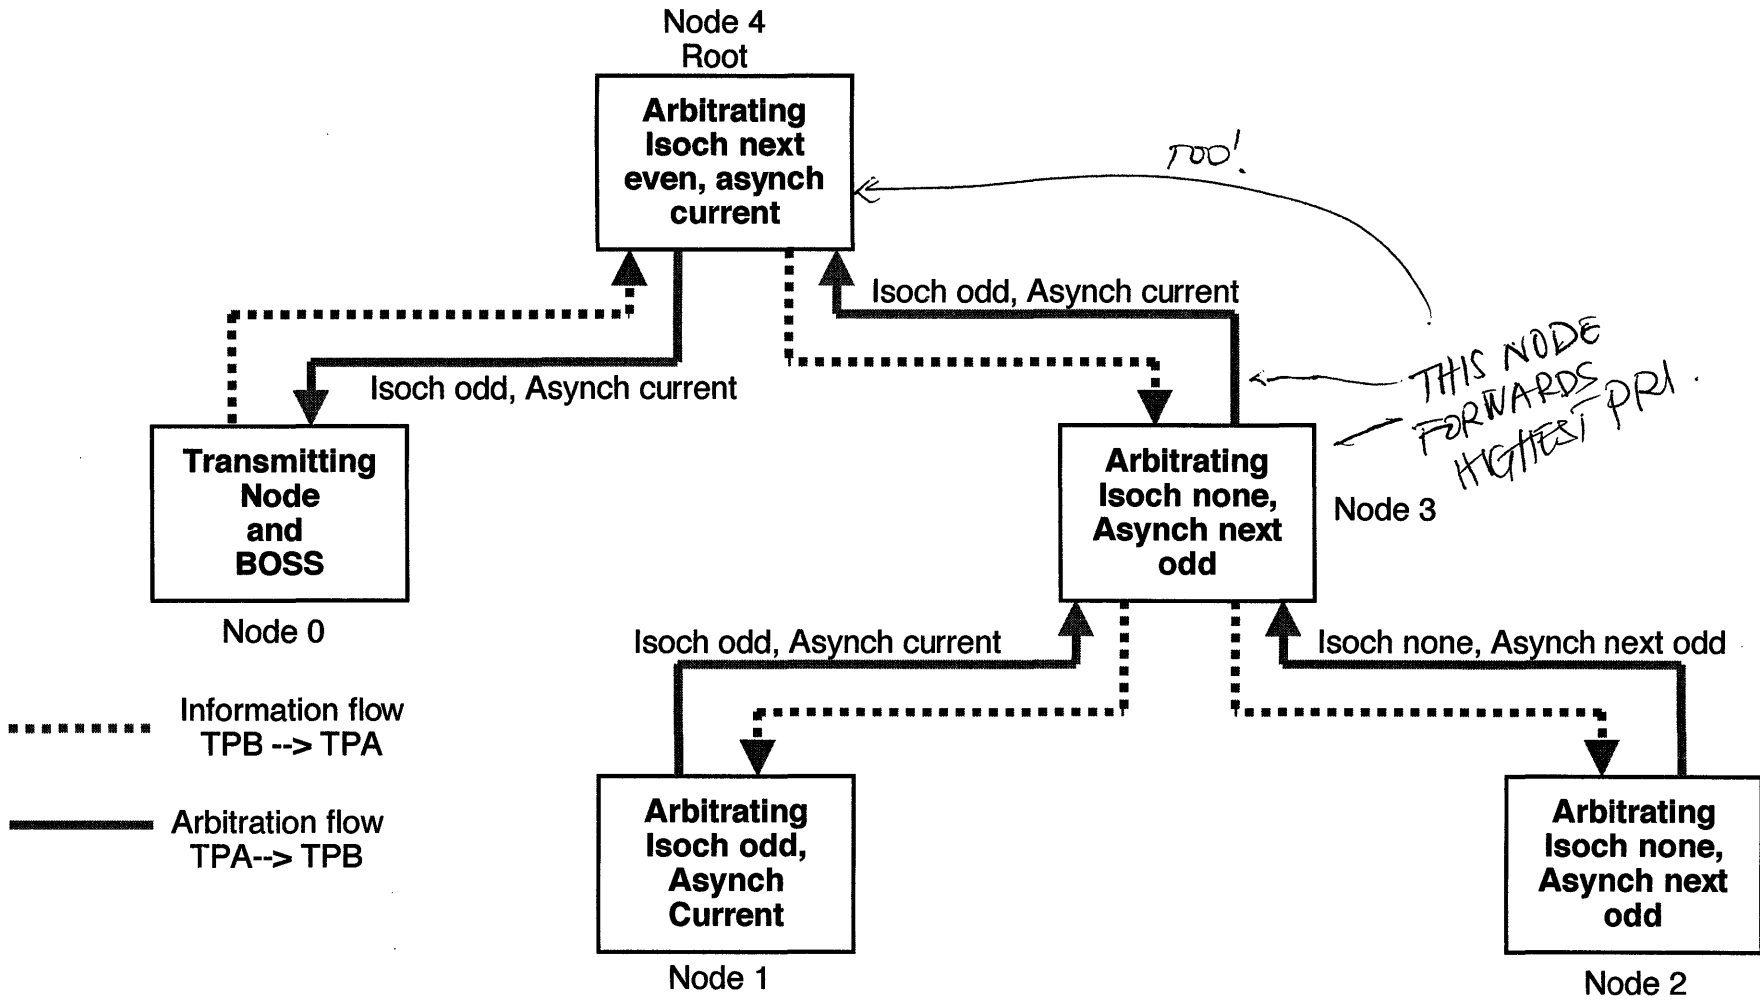 Node 4
Root
Arbitrating
Isoch next
even, asynch
current
TOO!
Isoch odd, Asynch current
Isoch odd, Asynch current
THIS NODE
FORWARDS
HIGHEST PRI.
Transmitting
Node
and
BOSS
Node 0
Arbitrating
Isoch none,
Asynch next
odd
Node 3
Isoch odd, Asynch current
Isoch none, Asynch next odd
Information flow
TPB --> TPA
Arbitration flow
TPA--> TPB
Arbitrating
Isoch odd,
Asynch
Current
Node 1
Arbitrating
Isoch none,
Asynch next
odd
Node 2